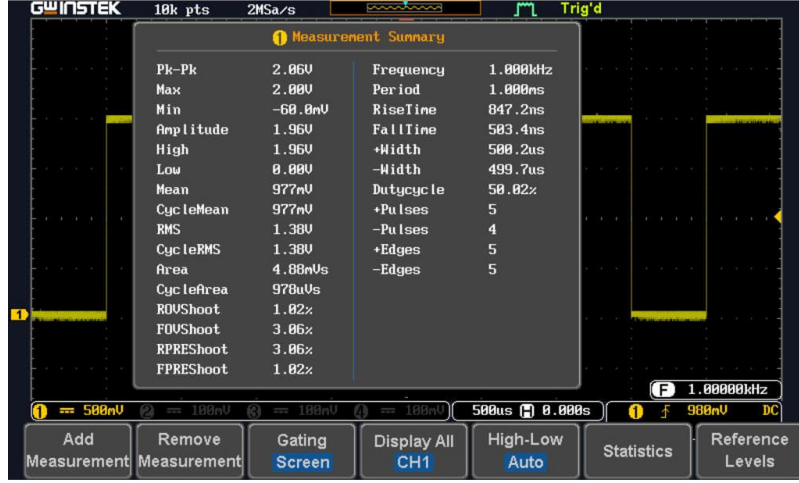 GWINSTEK 10k pts 2MSa/s Trig'd
1 Measurement Summary
Pk-Pk 2.06V Frequency 1.000kHz
Max 2.00V Period 1.000ms
Min -60.0mV RiseTime 847.2ns
Amplitude 1.96V FallTime 503.4ns
High 1.96V +Width 500.2us
Low 0.00V -Width 499.7us
Mean 977mV Dutycycle 50.02%
CycleMean 977mV +Pulses 5
RMS 1.38V -Pulses 4
CycleRMS 1.38V +Edges 5
Area 4.88mVs -Edges 5
CycleArea 978uVs
ROVShoot 1.02%
FOVShoot 3.06%
RPREShoot 3.06%
FPREShoot 1.02%
1
F 1.00000kHz
1 500mV 2 100mV 3 100mV 4 100mV 500us H 0.000s 1 980mV DC
Add Measurement Remove Measurement Gating Screen Display All CH1 High-Low Auto Statistics Reference Levels